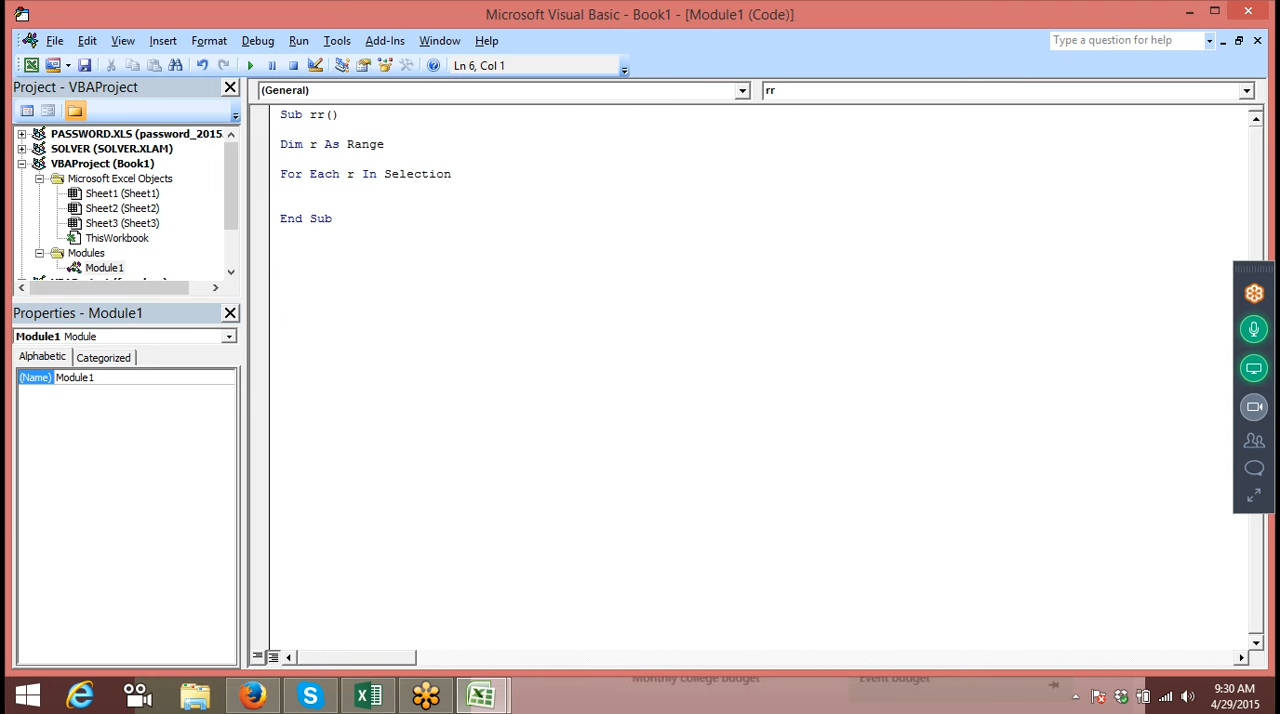 Microsoft Visual Basic - Book1 - [Module1 (Code)]
File Edit View Insert Format Debug Run Tools Add-Ins Window Help
Type a question for help
Ln 6, Col 1
Project - VBAProject
(General)
rr
PASSWORD.XLS (password_2015
SOLVER (SOLVER.XLAM)
VBAProject (Book1)
Microsoft Excel Objects
Sheet1 (Sheet1)
Sheet2 (Sheet2)
Sheet3 (Sheet3)
ThisWorkbook
Modules
Module1
Sub rr()
Dim r As Range
For Each r In Selection
End Sub
Properties - Module1
Module1 Module
Alphabetic Categorized
(Name) Module1
Monthly college budget
Event budget
9:30 AM
4/29/2015